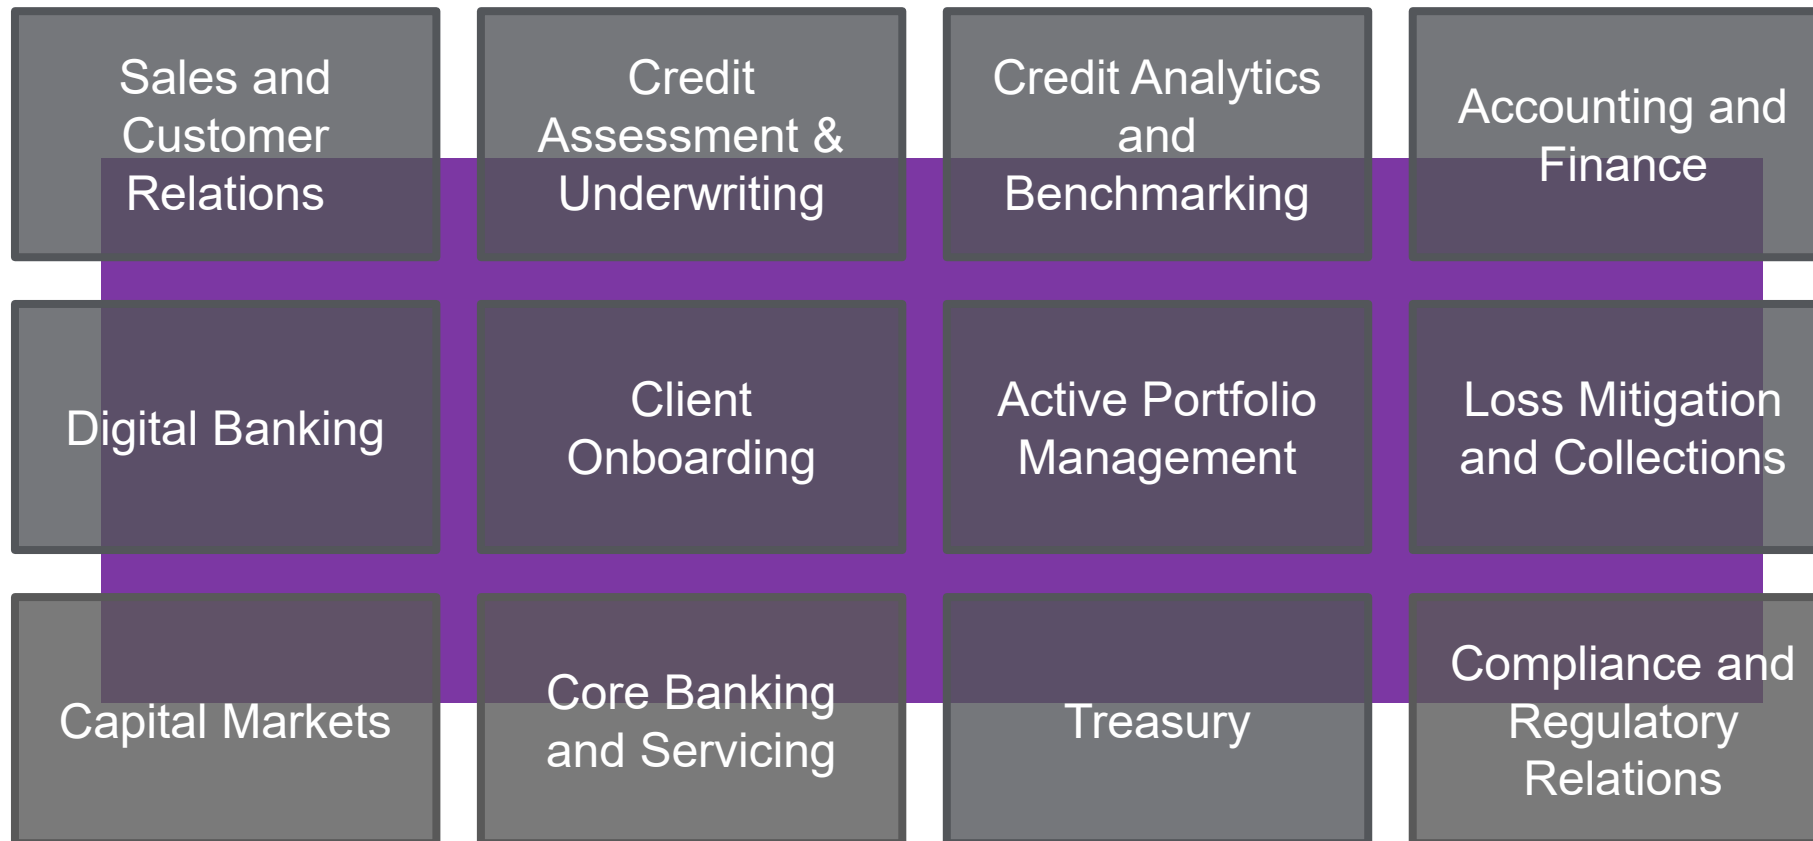 Sales and
Customer
Relations
Credit
Assessment &
Underwriting
Credit Analytics
and
Benchmarking
Accounting and
Finance
Digital Banking
Client
Onboarding
Active Portfolio
Management
Loss Mitigation
and Collections
Capital Markets
Core Banking
and Servicing
Treasury
Compliance and
Regulatory
Relations